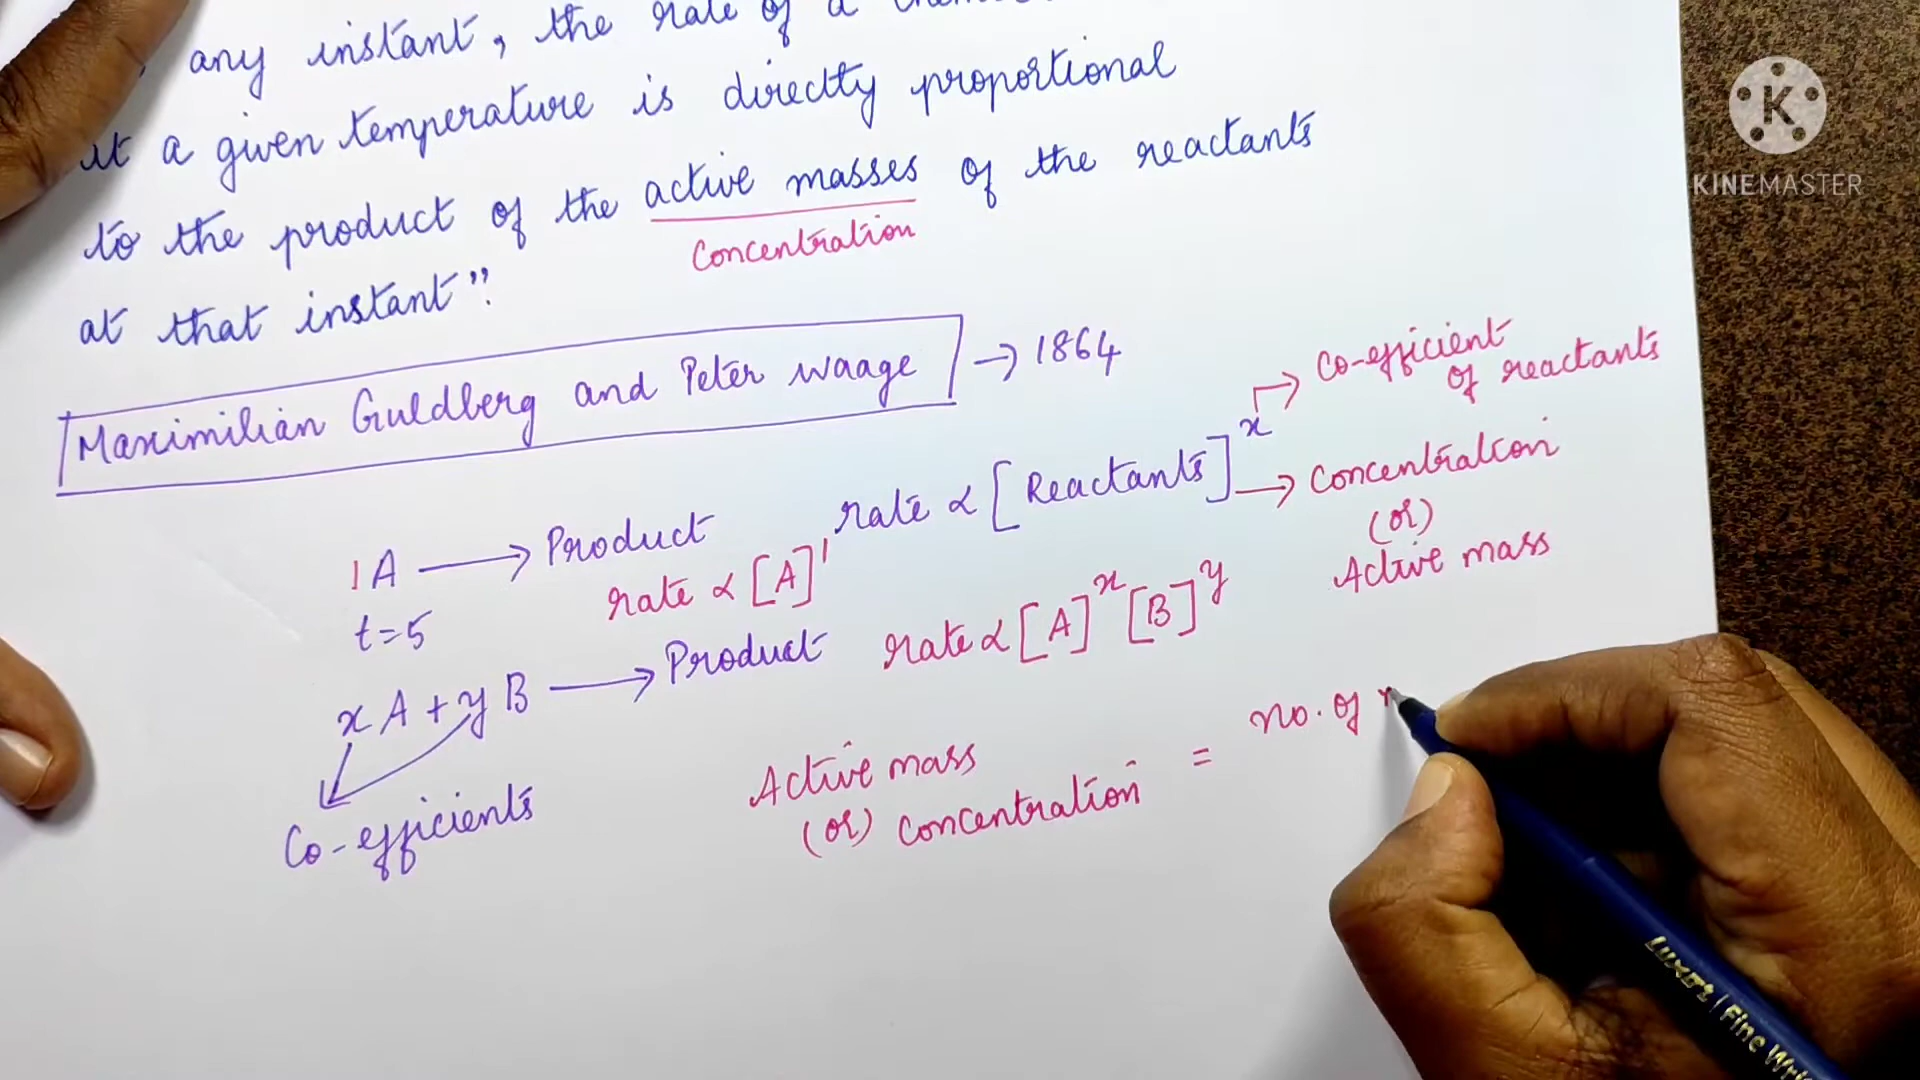 any instant, the rate of a
at a given temperature is directly proportional
to the product of the active masses of the reactants
Concentration
at that instant”.
Maximilian Guldberg and Peter waage → 1864
Co-efficient
of reactants
rate ∝ [Reactants]^x → Concentration
(or)
Active mass
1A → Product
rate ∝ [A]^1
t=5
xA + yB → Product rate ∝ [A]^x [B]^y
Co-efficients
Active mass
(or) Concentration = no. of
K
KINEMASTER
Luxor | Fine